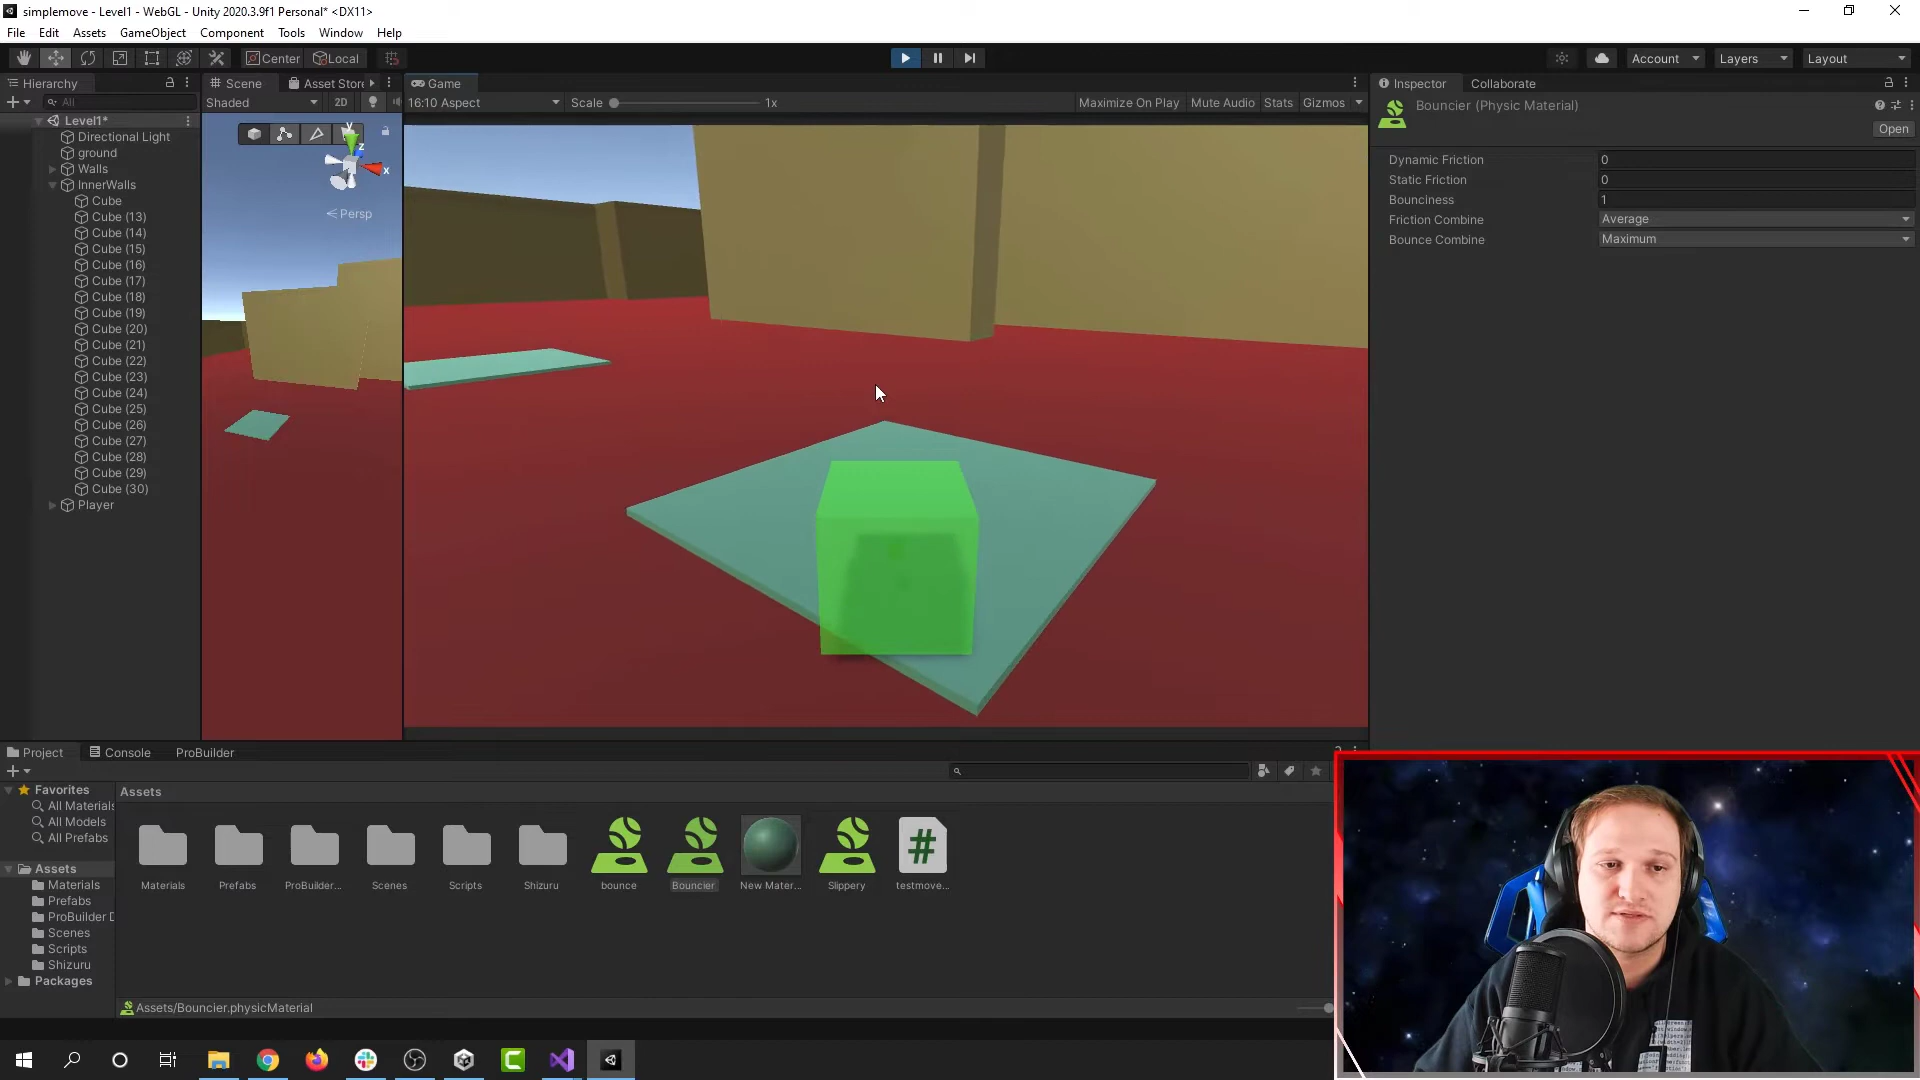 simplemove - Level1 - WebGL - Unity 2020.3.9f1 Personal* <DX11>
File Edit Assets GameObject Component Tools Window Help
Center Local Account Layers Layout
Hierarchy
All
Level1*
Directional Light
ground
Walls
InnerWalls
Cube
Cube (13)
Cube (14)
Cube (15)
Cube (16)
Cube (17)
Cube (18)
Cube (19)
Cube (20)
Cube (21)
Cube (22)
Cube (23)
Cube (24)
Cube (25)
Cube (26)
Cube (27)
Cube (28)
Cube (29)
Cube (30)
Player
Scene Asset Store
Shaded 2D
y
z
x
Persp
Game
16:10 Aspect Scale 1x Maximize On Play Mute Audio Stats Gizmos
Inspector Collaborate
Bouncier (Physic Material)
Open
Dynamic Friction 0
Static Friction 0
Bounciness 1
Friction Combine Average
Bounce Combine Maximum
Project Console ProBuilder
Favorites
All Materials
All Models
All Prefabs
Assets
Materials
Prefabs
ProBuilder D
Scenes
Scripts
Shizuru
Packages
Assets
Materials Prefabs ProBuilder... Scenes Scripts Shizuru bounce Bouncier New Mater... Slippery testmove...
Assets/Bouncier.physicMaterial